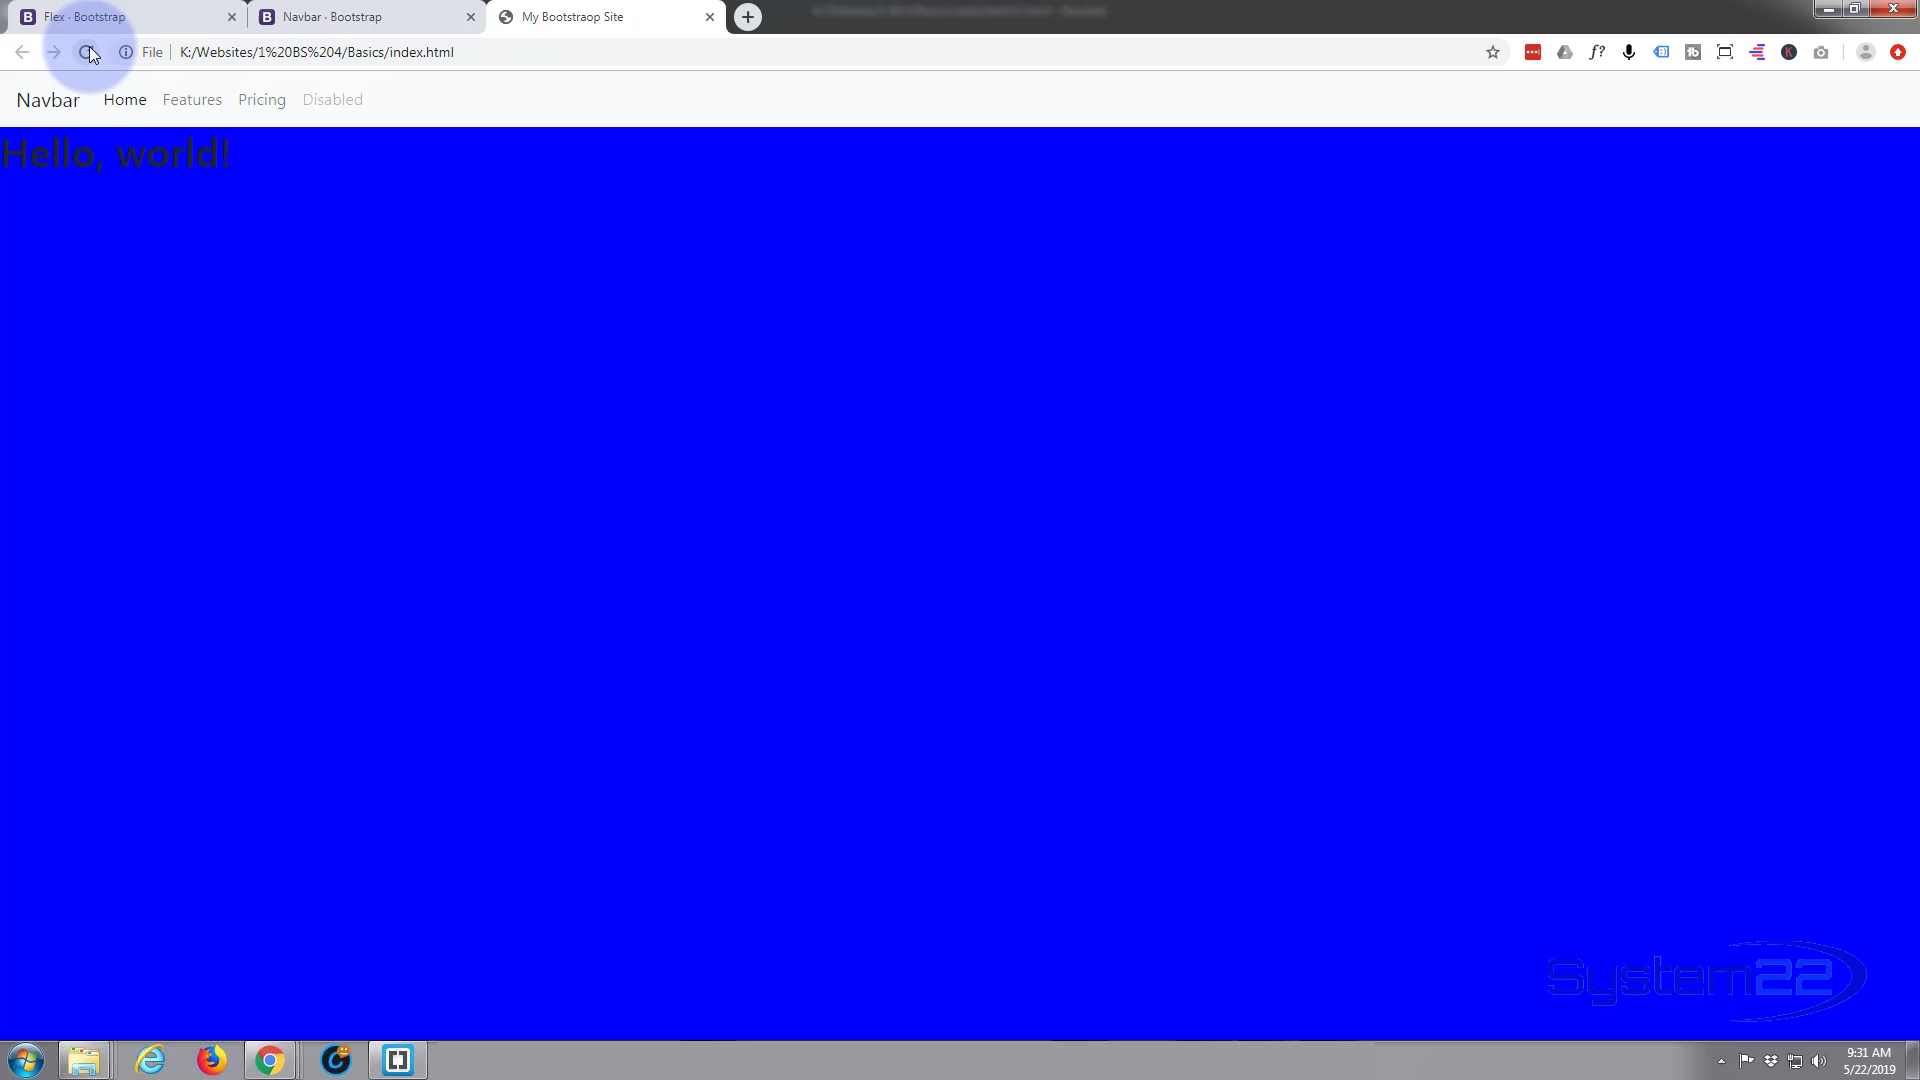 Flex · Bootstrap
Navbar · Bootstrap
My Bootstraop Site
File
K:/Websites/1%20BS%204/Basics/index.html
Navbar
Home
Features
Pricing
Disabled
Hello, world!
System22
9:31 AM
5/22/2019